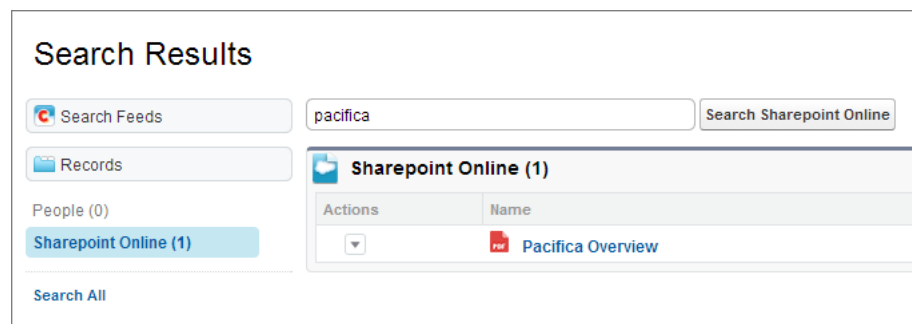 Search Results
Search Feeds
Records
People (0)
Sharepoint Online (1)
Search All
pacifica
Search Sharepoint Online
Sharepoint Online (1)
Actions Name
PDF Pacifica Overview